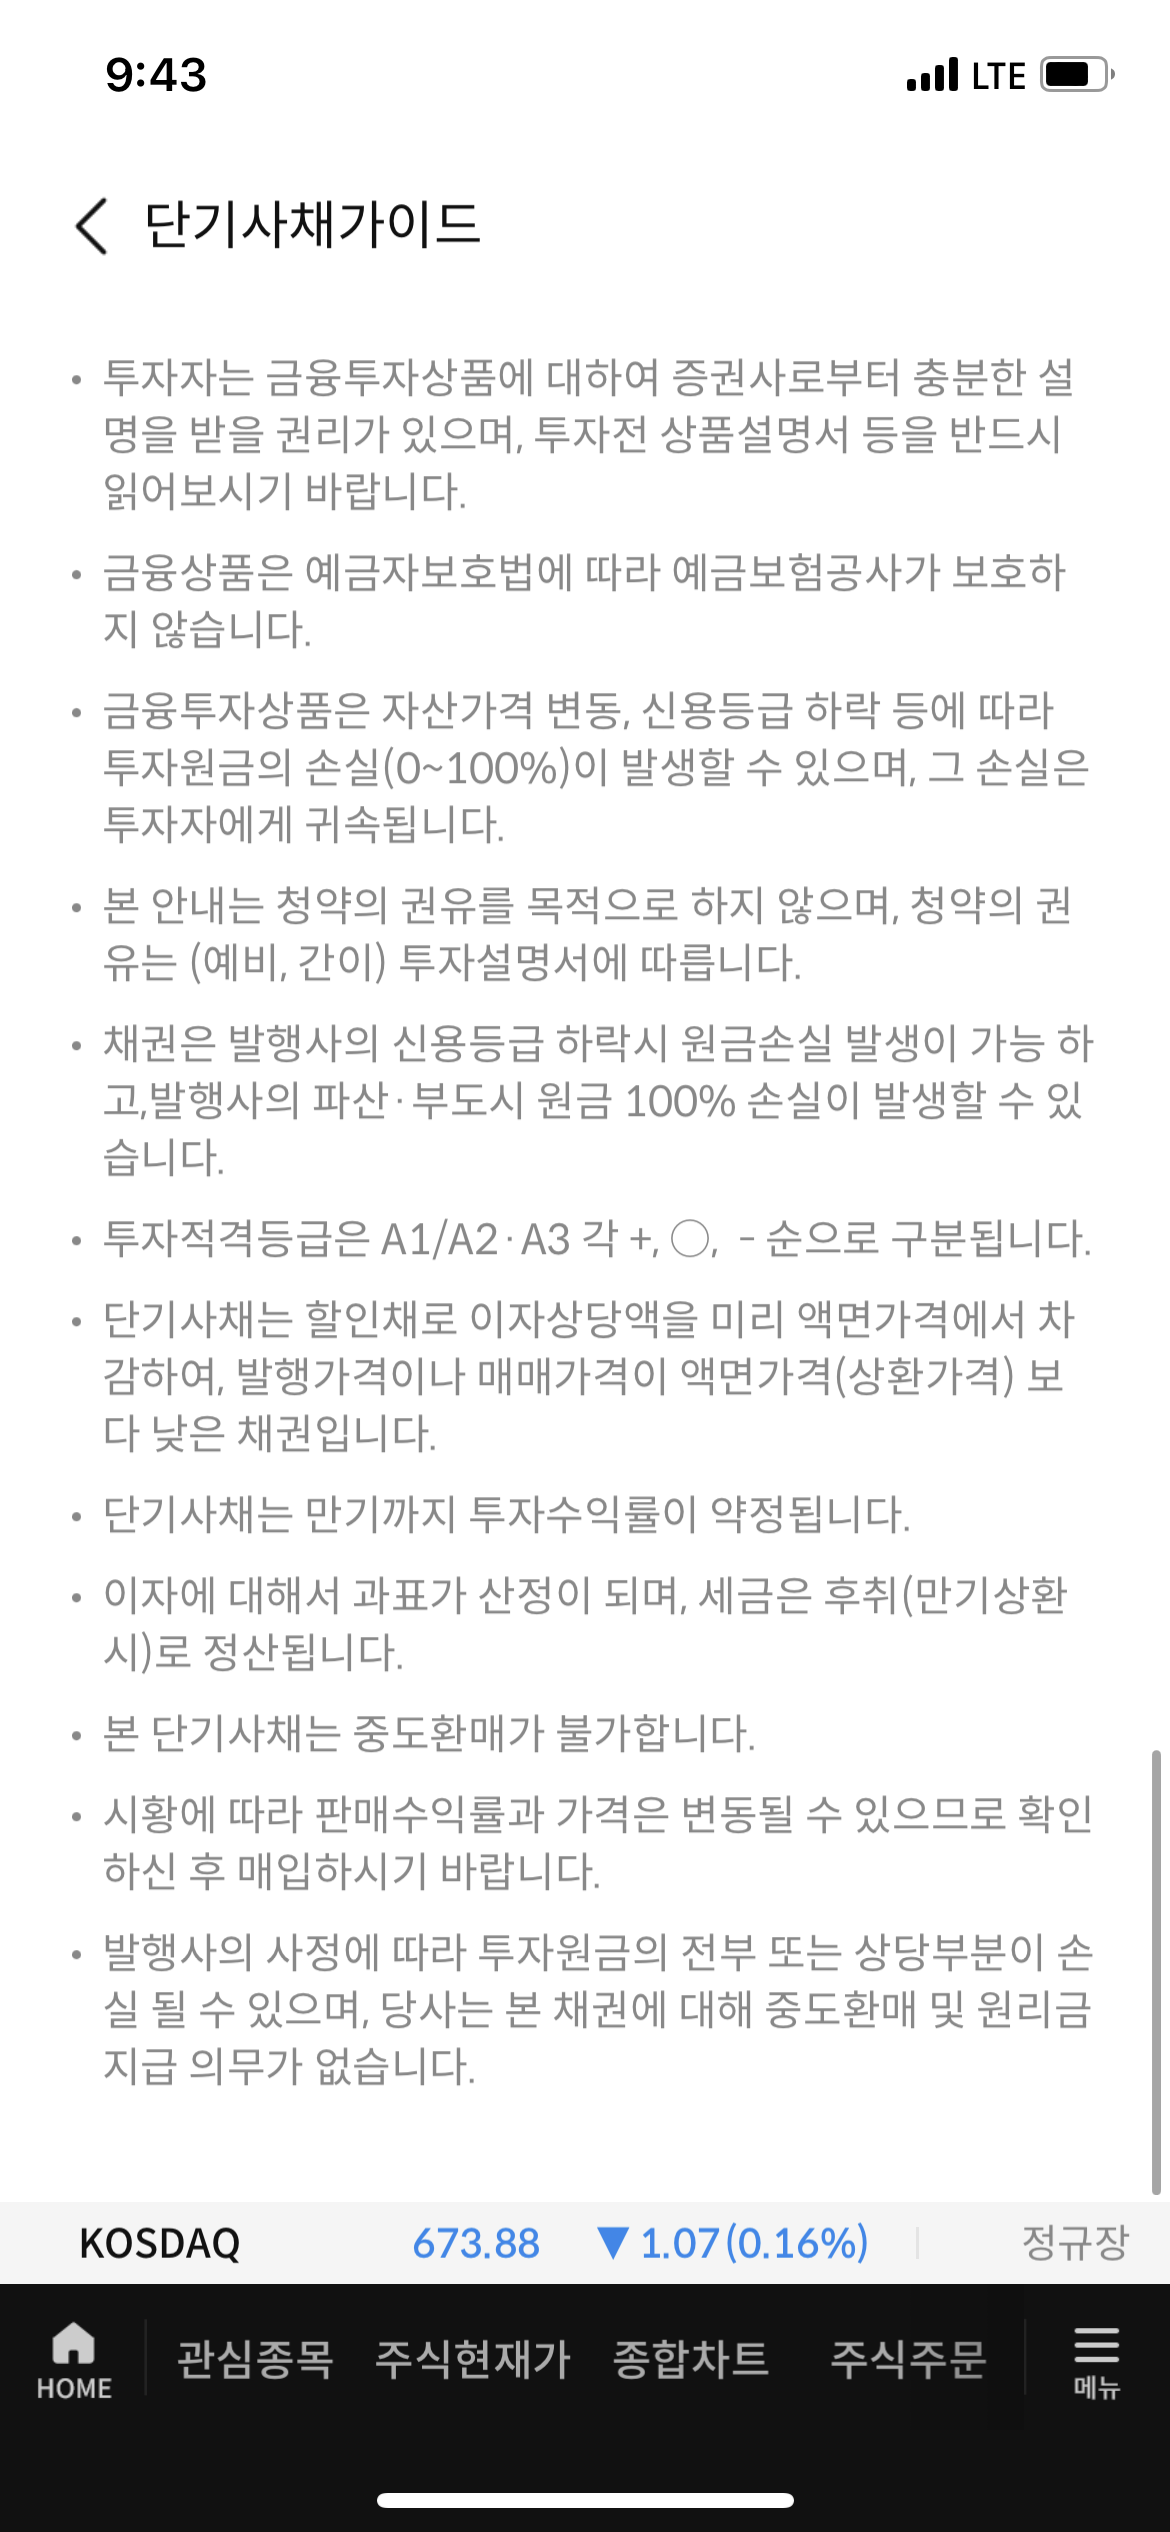 9:43
LTE
단기사채가이드
• 투자자는 금융투자상품에 대하여 증권사로부터 충분한 설
명을 받을 권리가 있으며, 투자전 상품설명서 등을 반드시
읽어보시기 바랍니다.
• 금융상품은 예금자보호법에 따라 예금보험공사가 보호하
지 않습니다.
• 금융투자상품은 자산가격 변동, 신용등급 하락 등에 따라
투자원금의 손실(0~100%)이 발생할 수 있으며, 그 손실은
투자자에게 귀속됩니다.
• 본 안내는 청약의 권유를 목적으로 하지 않으며, 청약의 권
유는 (예비, 간이) 투자설명서에 따릅니다.
• 채권은 발행사의 신용등급 하락시 원금손실 발생이 가능 하
고,발행사의 파산·부도시 원금 100% 손실이 발생할 수 있
습니다.
• 투자적격등급은 A1/A2·A3 각 +, ◯, - 순으로 구분됩니다.
• 단기사채는 할인채로 이자상당액을 미리 액면가격에서 차
감하여, 발행가격이나 매매가격이 액면가격(상환가격) 보
다 낮은 채권입니다.
• 단기사채는 만기까지 투자수익률이 약정됩니다.
• 이자에 대해서 과표가 산정이 되며, 세금은 후취(만기상환
시)로 정산됩니다.
• 본 단기사채는 중도환매가 불가합니다.
• 시황에 따라 판매수익률과 가격은 변동될 수 있으므로 확인
하신 후 매입하시기 바랍니다.
• 발행사의 사정에 따라 투자원금의 전부 또는 상당부분이 손
실 될 수 있으며, 당사는 본 채권에 대해 중도환매 및 원리금
지급 의무가 없습니다.
KOSDAQ 673.88 ▼ 1.07(0.16%) 정규장
HOME 관심종목 주식현재가 종합차트 주식주문 메뉴